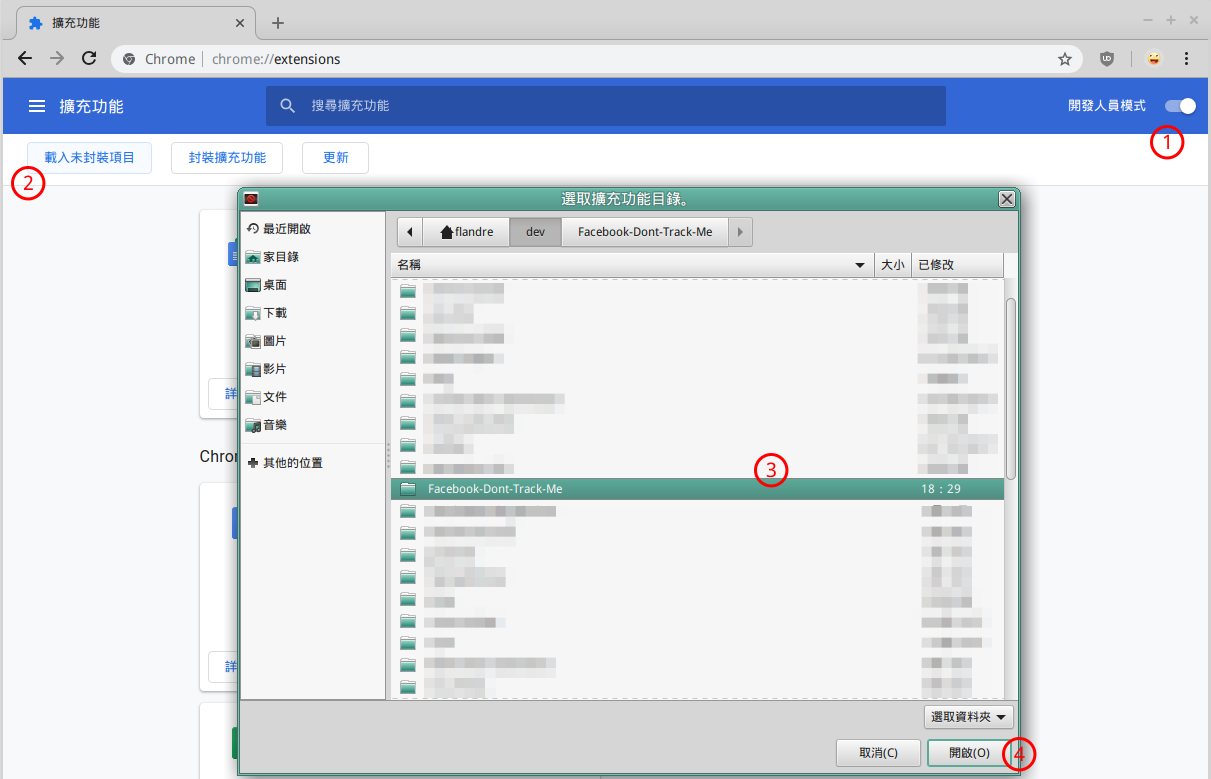 擴充功能
Chrome chrome://extensions
擴充功能
搜尋擴充功能
開發人員模式
1
載入未封裝項目
封裝擴充功能
更新
2
選取擴充功能目錄。
最近開啟
家目錄
桌面
下載
圖片
影片
文件
音樂
其他的位置
flandre
dev
Facebook-Dont-Track-Me
名稱
大小
已修改
3
Facebook-Dont-Track-Me
18：29
詳
Chro
詳
選取資料夾
取消(C)
開啟(O)
4